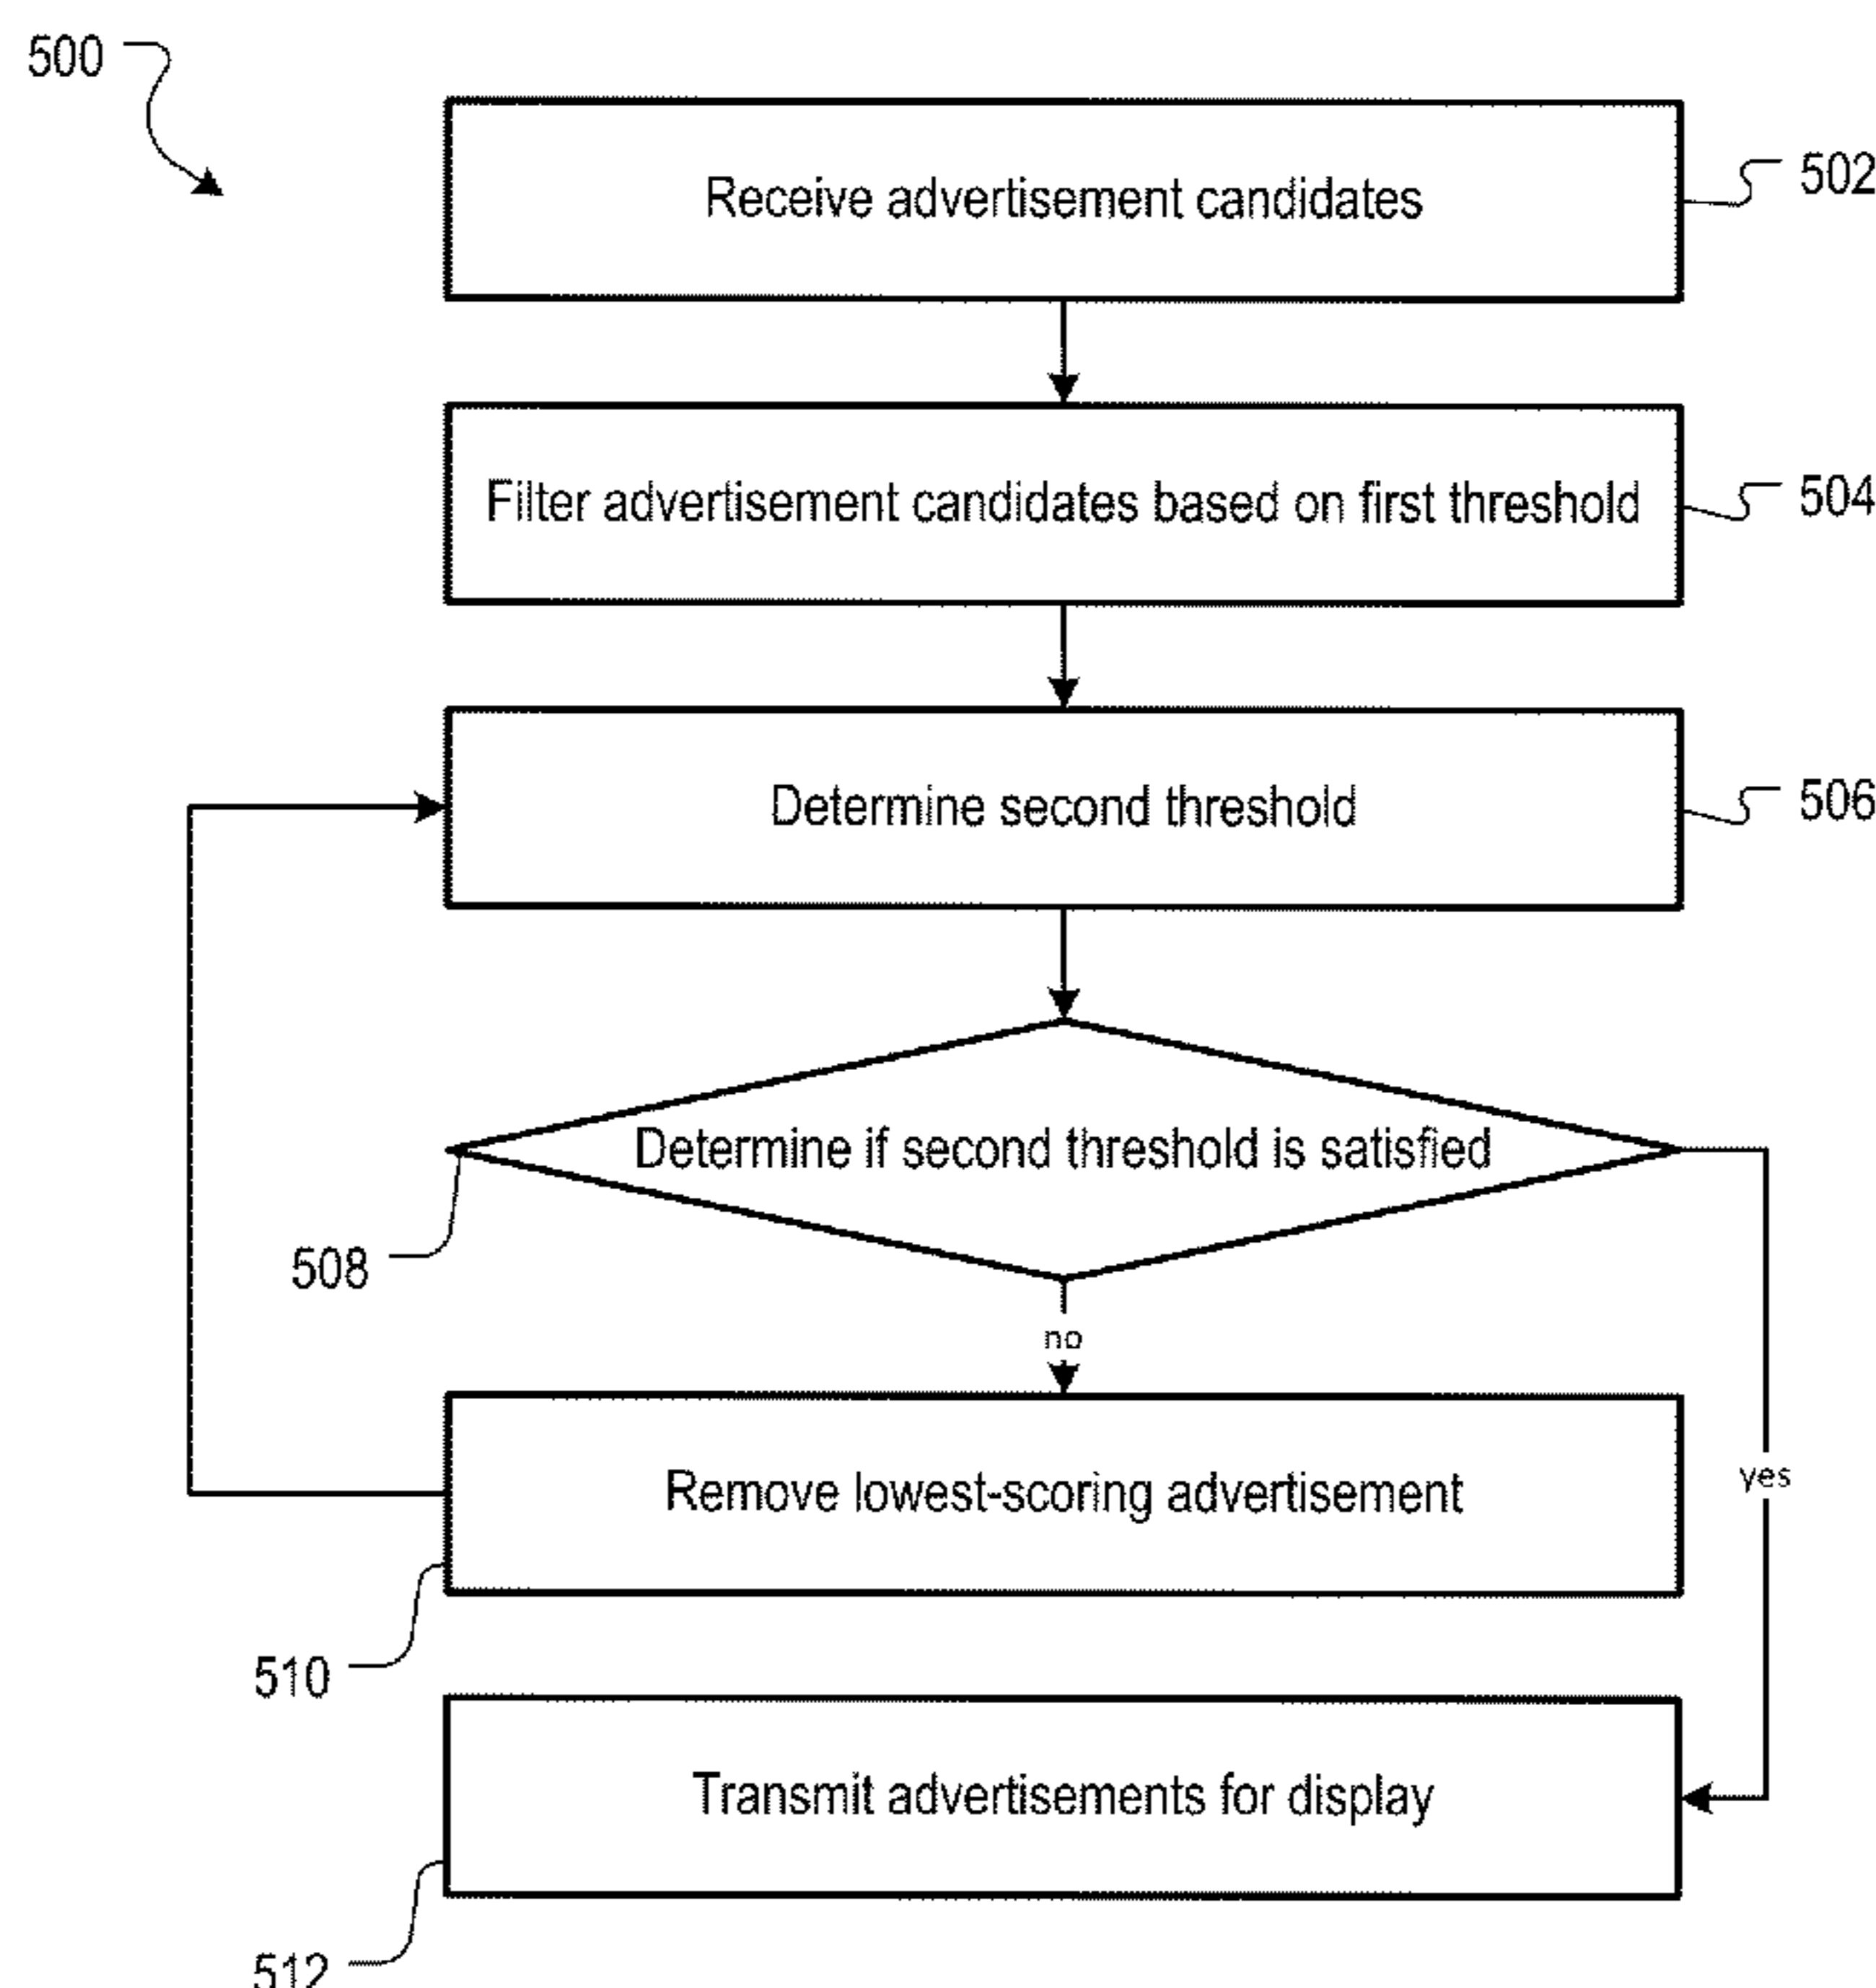 500
Receive advertisement candidates
502
Filter advertisement candidates based on first threshold
504
Determine second threshold
506
Determine if second threshold is satisfied
508
no
yes
Remove lowest-scoring advertisement
510
Transmit advertisements for display
512